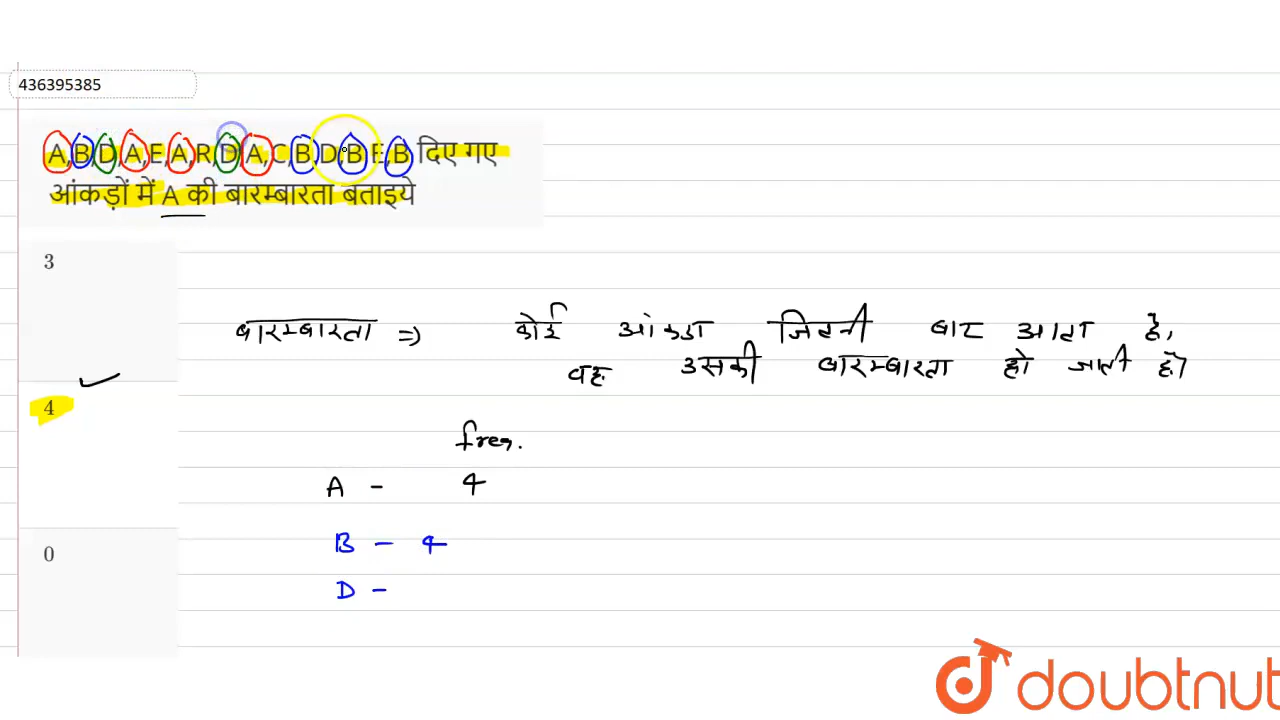 436395385
A,B,D,A,E,A,R,D,A,C,B,D,B,E,B दिए गए
आंकड़ों में A की बारम्बारता बताइये
3
बारम्बारता => कोई आंकडा जितनी बार आता है,
वह उसकी बारम्बारता हो जाती है।
4
freq.
A - 4
B - 4
0
D -
doubtnut